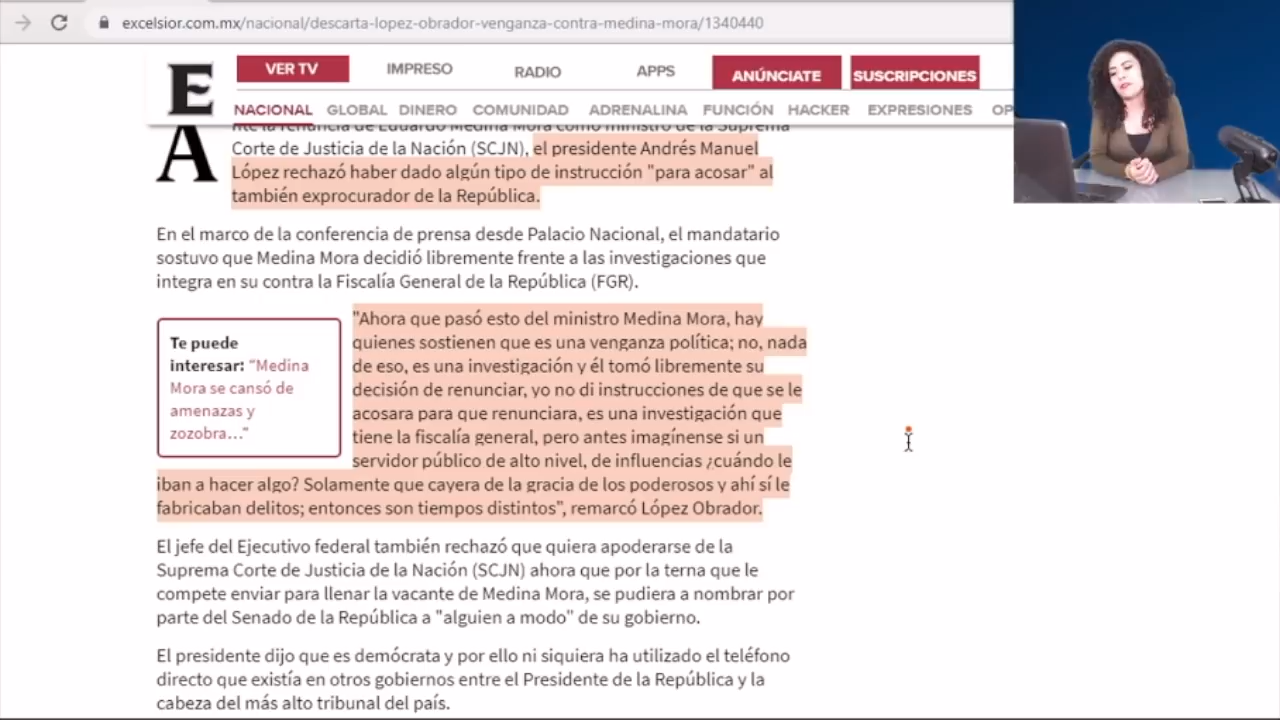 excelsior.com.mx/nacional/descarta-lopez-obrador-venganza-contra-medina-mora/1340440
E
VER TV
IMPRESO
RADIO
APPS
ANÚNCIATE
SUSCRIPCIONES
NACIONAL GLOBAL DINERO COMUNIDAD ADRENALINA FUNCIÓN HACKER EXPRESIONES OP
A
nte la renuncia de Eduardo Medina Mora como ministro de la Suprema
Corte de Justicia de la Nación (SCJN), el presidente Andrés Manuel
López rechazó haber dado algún tipo de instrucción "para acosar" al
también exprocurador de la República.
En el marco de la conferencia de prensa desde Palacio Nacional, el mandatario
sostuvo que Medina Mora decidió libremente frente a las investigaciones que
integra en su contra la Fiscalía General de la República (FGR).
Te puede
interesar: “Medina
Mora se cansó de
amenazas y
zozobra…”
"Ahora que pasó esto del ministro Medina Mora, hay
quienes sostienen que es una venganza política; no, nada
de eso, es una investigación y él tomó libremente su
decisión de renunciar, yo no di instrucciones de que se le
acosara para que renunciara, es una investigación que
tiene la fiscalía general, pero antes imagínense si un
servidor público de alto nivel, de influencias ¿cuándo le
iban a hacer algo? Solamente que cayera de la gracia de los poderosos y ahí sí le
fabricaban delitos; entonces son tiempos distintos”, remarcó López Obrador.
El jefe del Ejecutivo federal también rechazó que quiera apoderarse de la
Suprema Corte de Justicia de la Nación (SCJN) ahora que por la terna que le
compete enviar para llenar la vacante de Medina Mora, se pudiera a nombrar por
parte del Senado de la República a "alguien a modo" de su gobierno.
El presidente dijo que es demócrata y por ello ni siquiera ha utilizado el teléfono
directo que existía en otros gobiernos entre el Presidente de la República y la
cabeza del más alto tribunal del país.